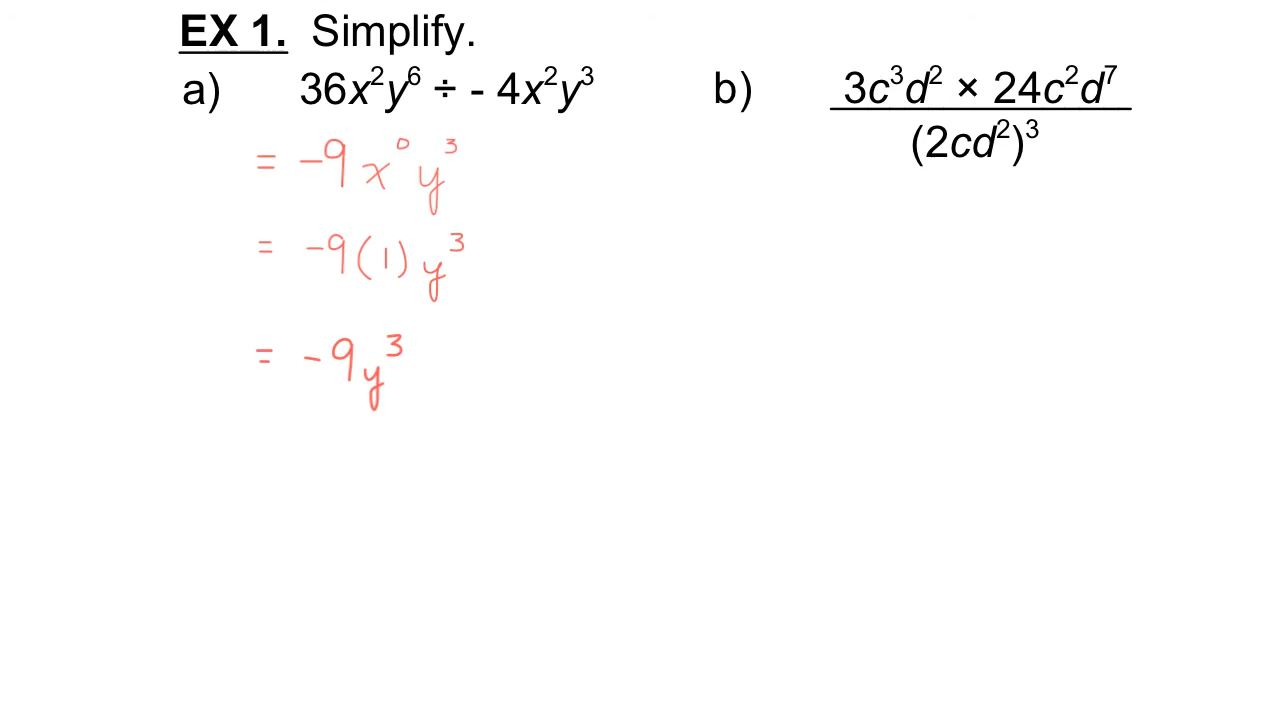 EX 1. Simplify.
a) 36x²y⁶ ÷ - 4x²y³
= -9x⁰y³
= -9(1)y³
= -9y³
b) 3c³d² × 24c²d⁷
(2cd²)³